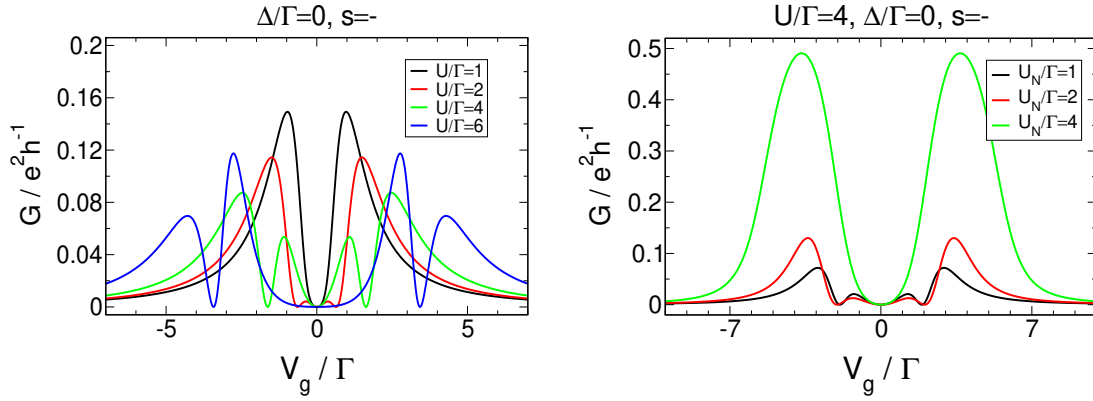 Δ/Γ=0, s=-
G / e²h⁻¹
0.2
0.16
0.12
0.08
0.04
0
U/Γ=1
U/Γ=2
U/Γ=4
U/Γ=6
-5
0
5
V_g / Γ
U/Γ=4, Δ/Γ=0, s=-
G / e²h⁻¹
0.5
0.4
0.3
0.2
0.1
0
U_N/Γ=1
U_N/Γ=2
U_N/Γ=4
-7
0
7
V_g / Γ